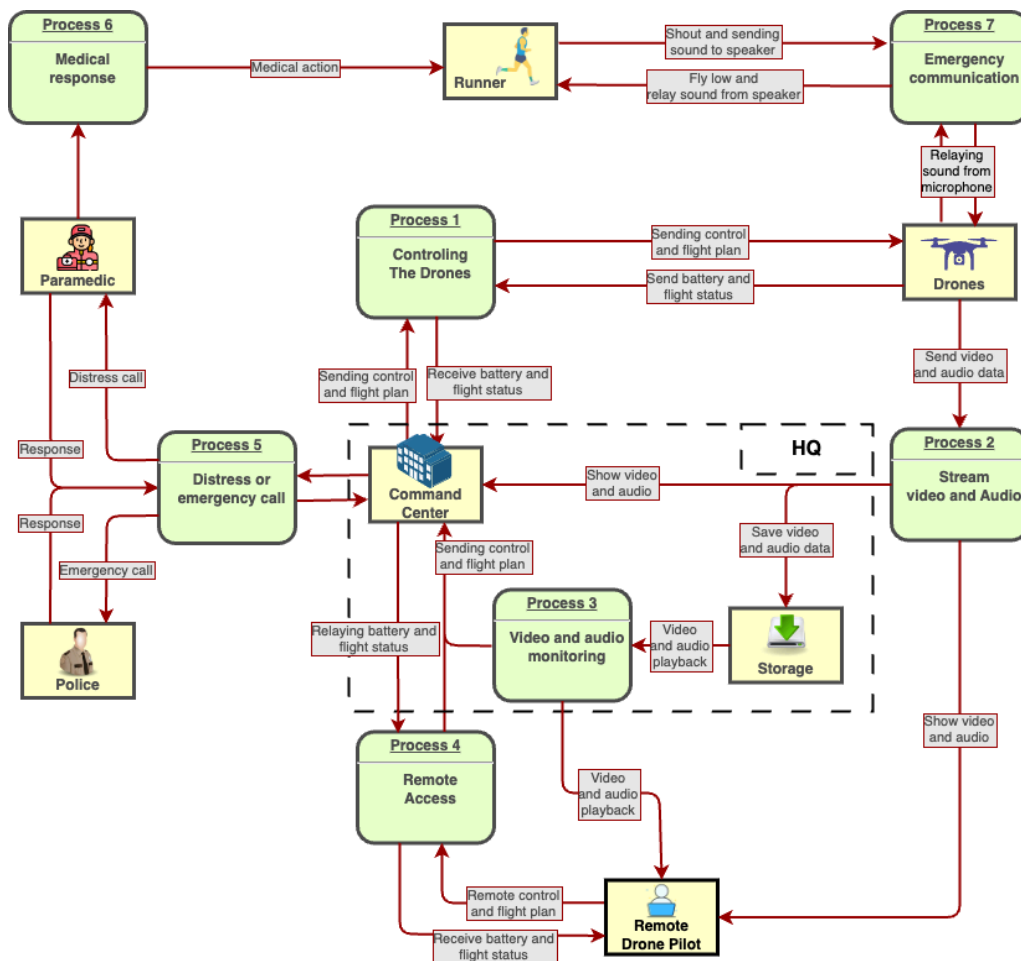 Process 6
Medical
response
Medical action
Runner
Shout and sending
sound to speaker
Fly low and
relay sound from speaker
Process 7
Emergency
communication
Relaying
sound from
microphone
Paramedic
Process 1
Controling
The Drones
Sending control
and flight plan
Send battery and
flight status
Drones
Distress call
Sending control
and flight plan
Receive battery and
flight status
Send video
and audio data
Response
Process 5
Distress or
emergency call
Command
Center
HQ
Show video
and audio
Process 2
Stream
video and Audio
Response
Emergency call
Sending control
and flight plan
Save video
and audio data
Police
Relaying battery and
flight status
Process 3
Video and audio
monitoring
Video
and audio
playback
Storage
Show video
and audio
Process 4
Remote
Access
Video
and audio
playback
Remote control
and flight plan
Receive battery and
flight status
Remote
Drone Pilot